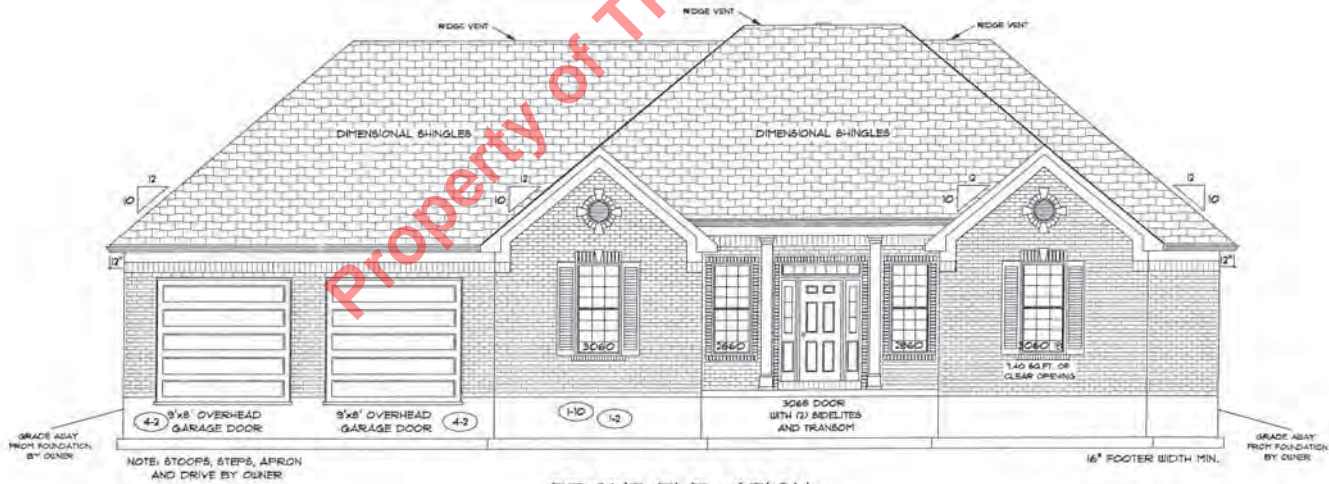 RIDGE VENT
RIDGE VENT
RIDGE VENT
DIMENSIONAL SHINGLES
DIMENSIONAL SHINGLES
Property of
12
10
12
10
12
10
12
10
12"
12"
3060
2860
2860
7.40 SQ.FT. OF
CLEAR OPENING
9'x8' OVERHEAD
GARAGE DOOR
4-2
9'x8' OVERHEAD
GARAGE DOOR
4-2
1-10
1-2
3068 DOOR
WITH (2) SIDELITES
AND TRANSOM
GRADE AWAY
FROM FOUNDATION
BY OWNER
GRADE AWAY
FROM FOUNDATION
BY OWNER
NOTE: STOOPS, STEPS, APRON
AND DRIVE BY OWNER
16" FOOTER WIDTH MIN.